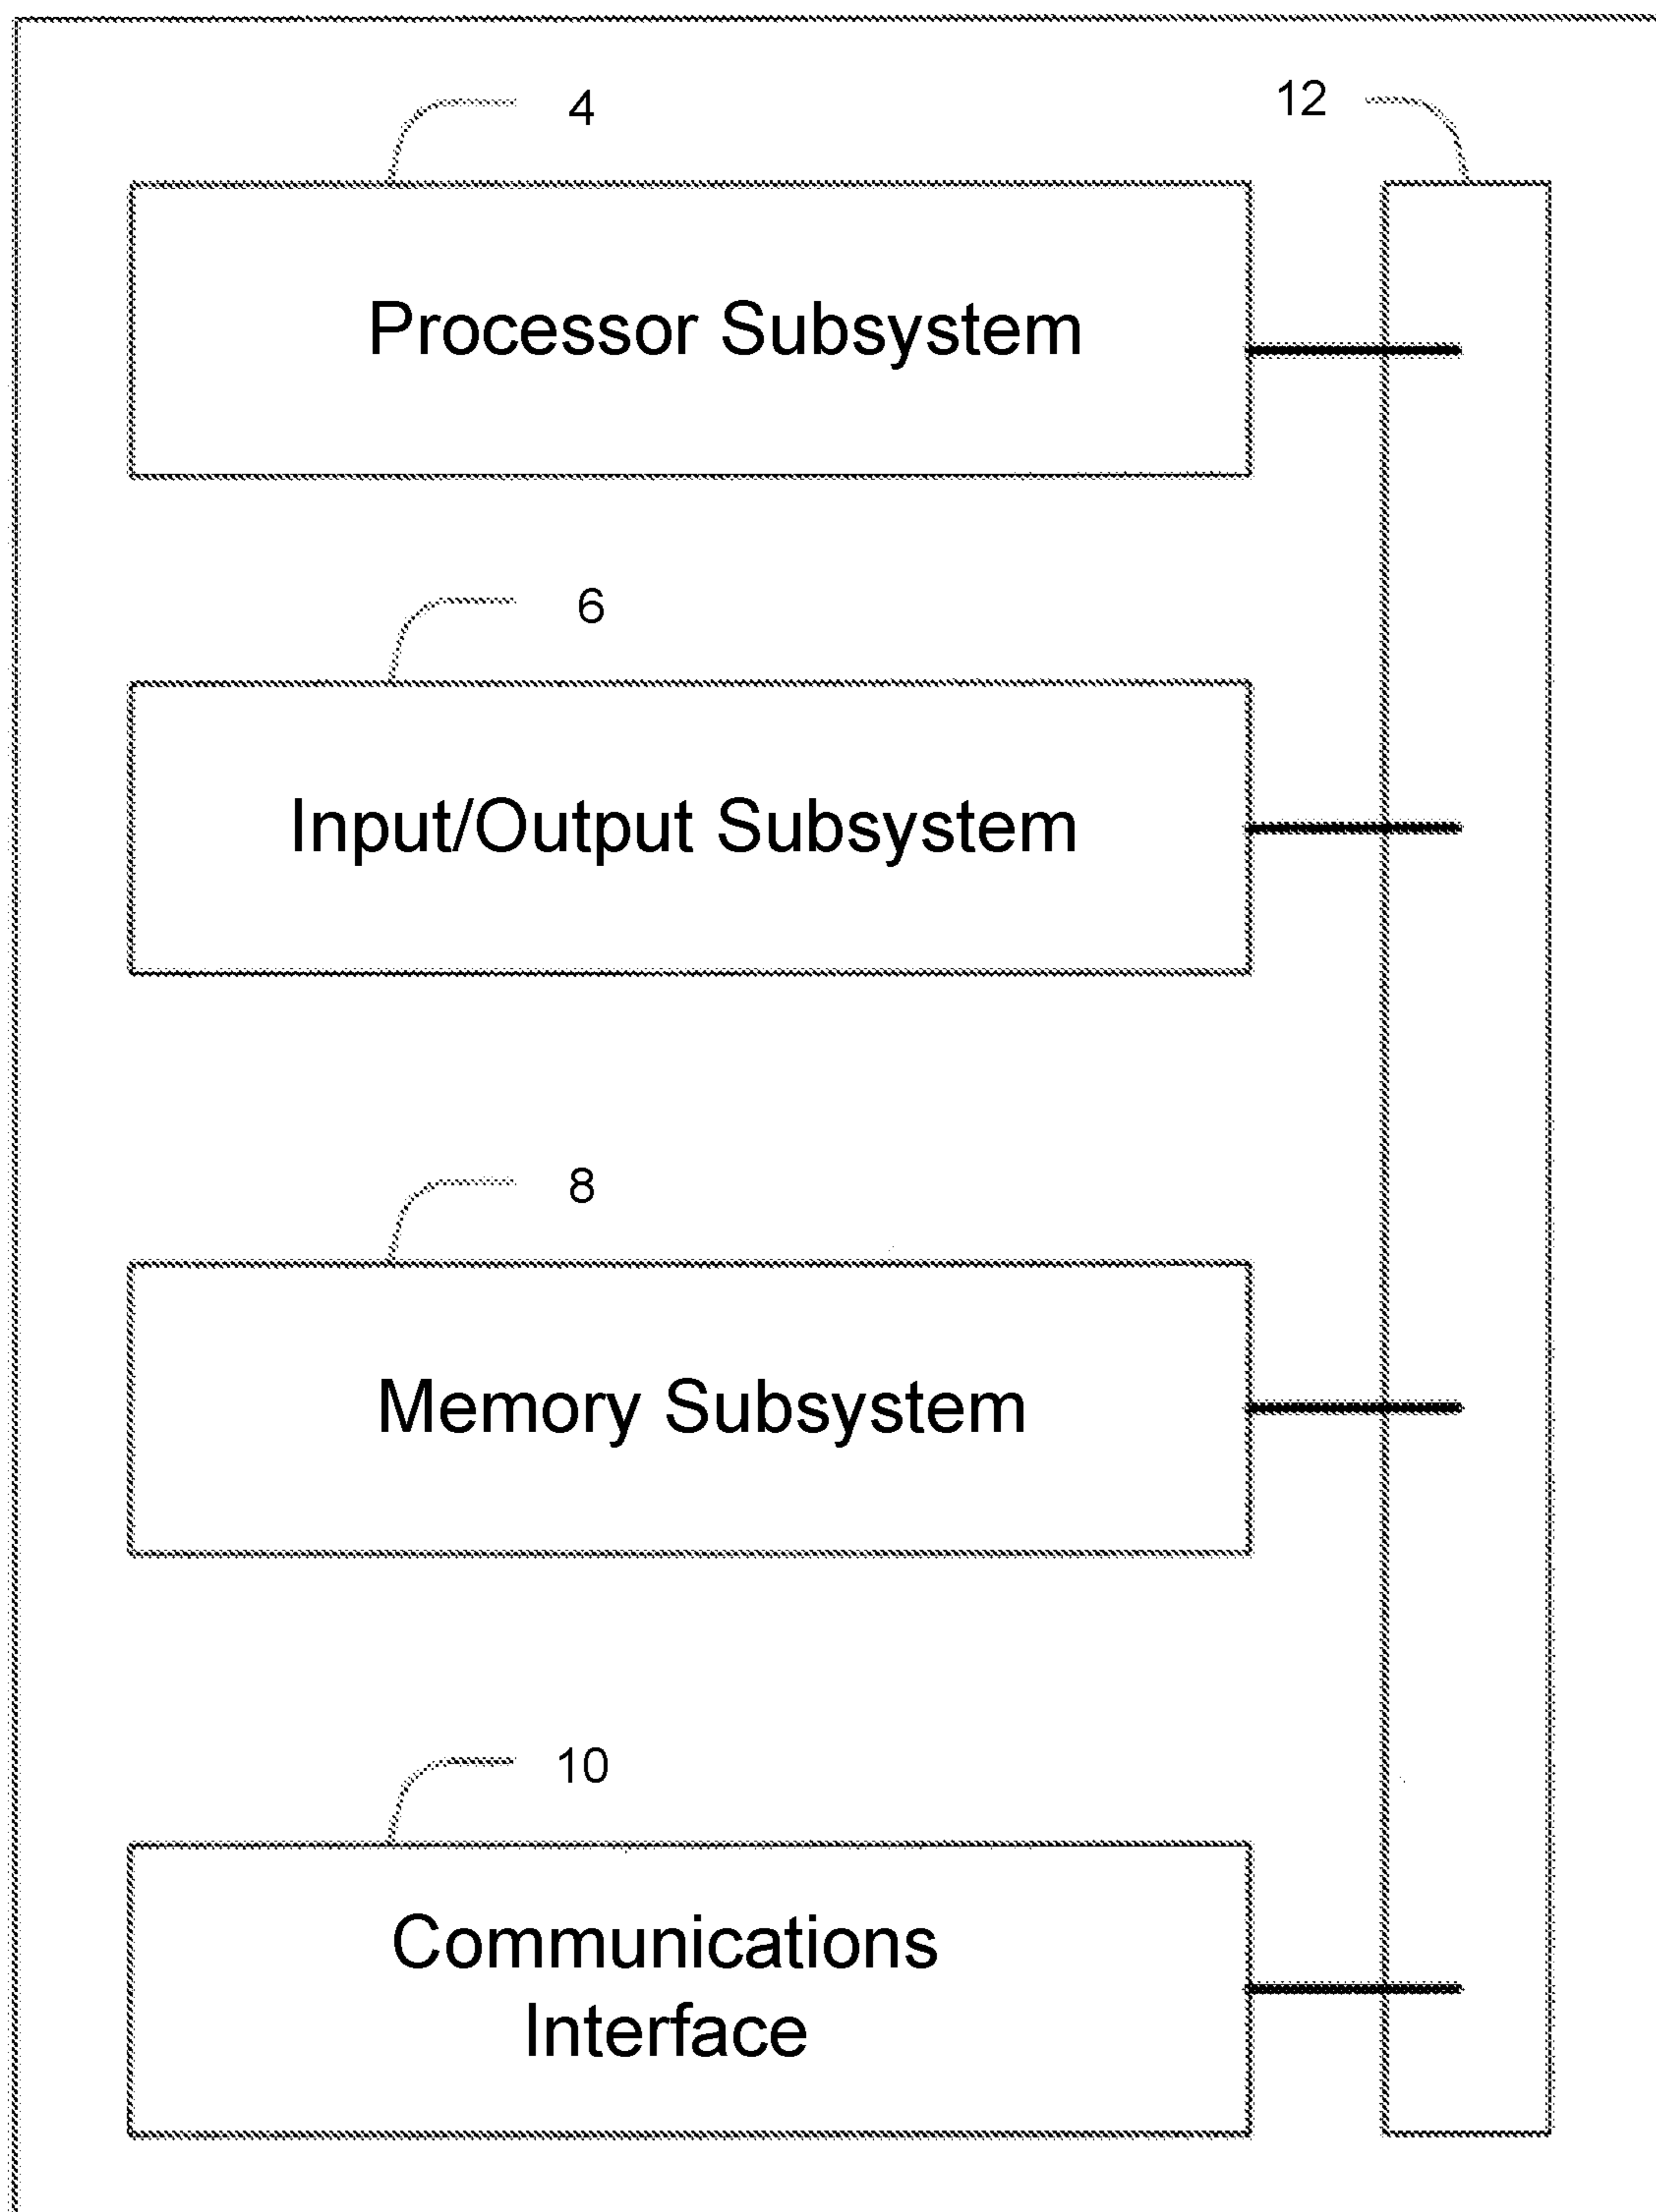 4
12
Processor Subsystem
6
Input/Output Subsystem
8
Memory Subsystem
10
Communications
Interface